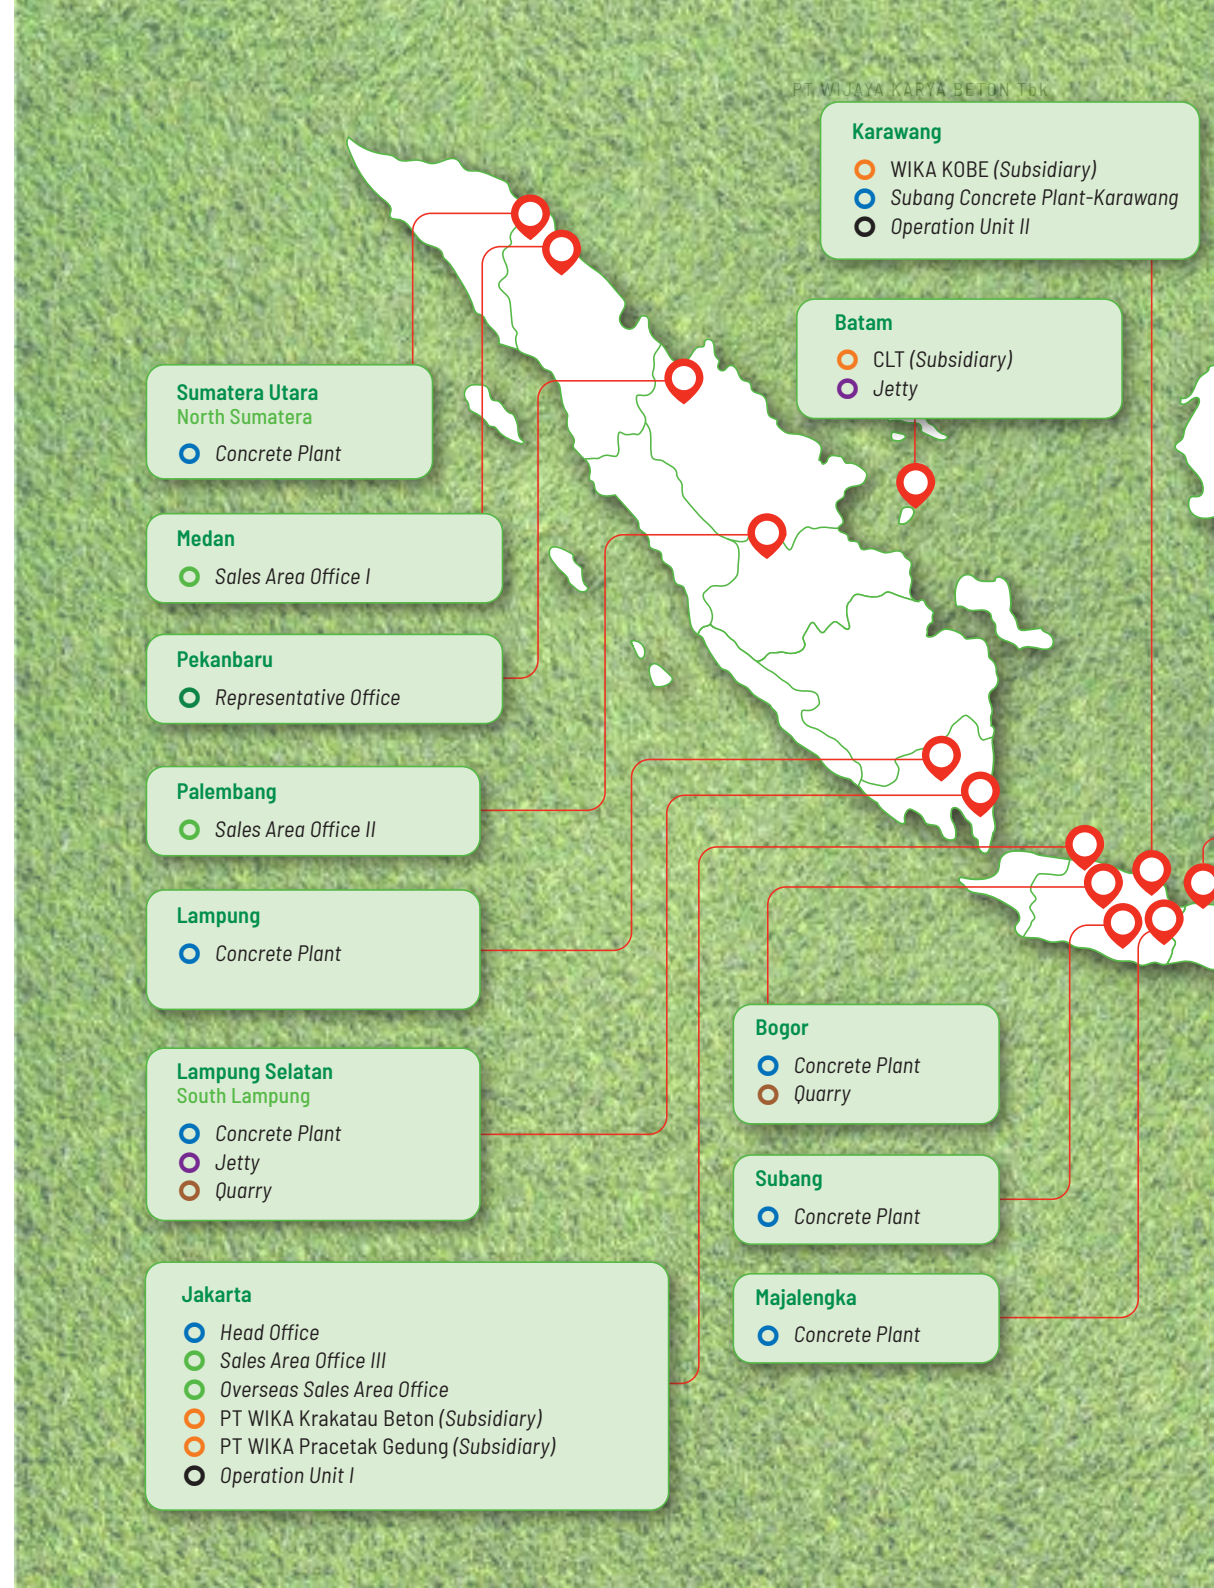 PT WIJAYA KARYA BETON Tbk
Karawang
WIKA KOBE (Subsidiary)
Subang Concrete Plant-Karawang
Operation Unit II
Batam
CLT (Subsidiary)
Jetty
Sumatera Utara
North Sumatera
Concrete Plant
Medan
Sales Area Office I
Pekanbaru
Representative Office
Palembang
Sales Area Office II
Lampung
Concrete Plant
Lampung Selatan
South Lampung
Concrete Plant
Jetty
Quarry
Jakarta
Head Office
Sales Area Office III
Overseas Sales Area Office
PT WIKA Krakatau Beton (Subsidiary)
PT WIKA Pracetak Gedung (Subsidiary)
Operation Unit I
Bogor
Concrete Plant
Quarry
Subang
Concrete Plant
Majalengka
Concrete Plant